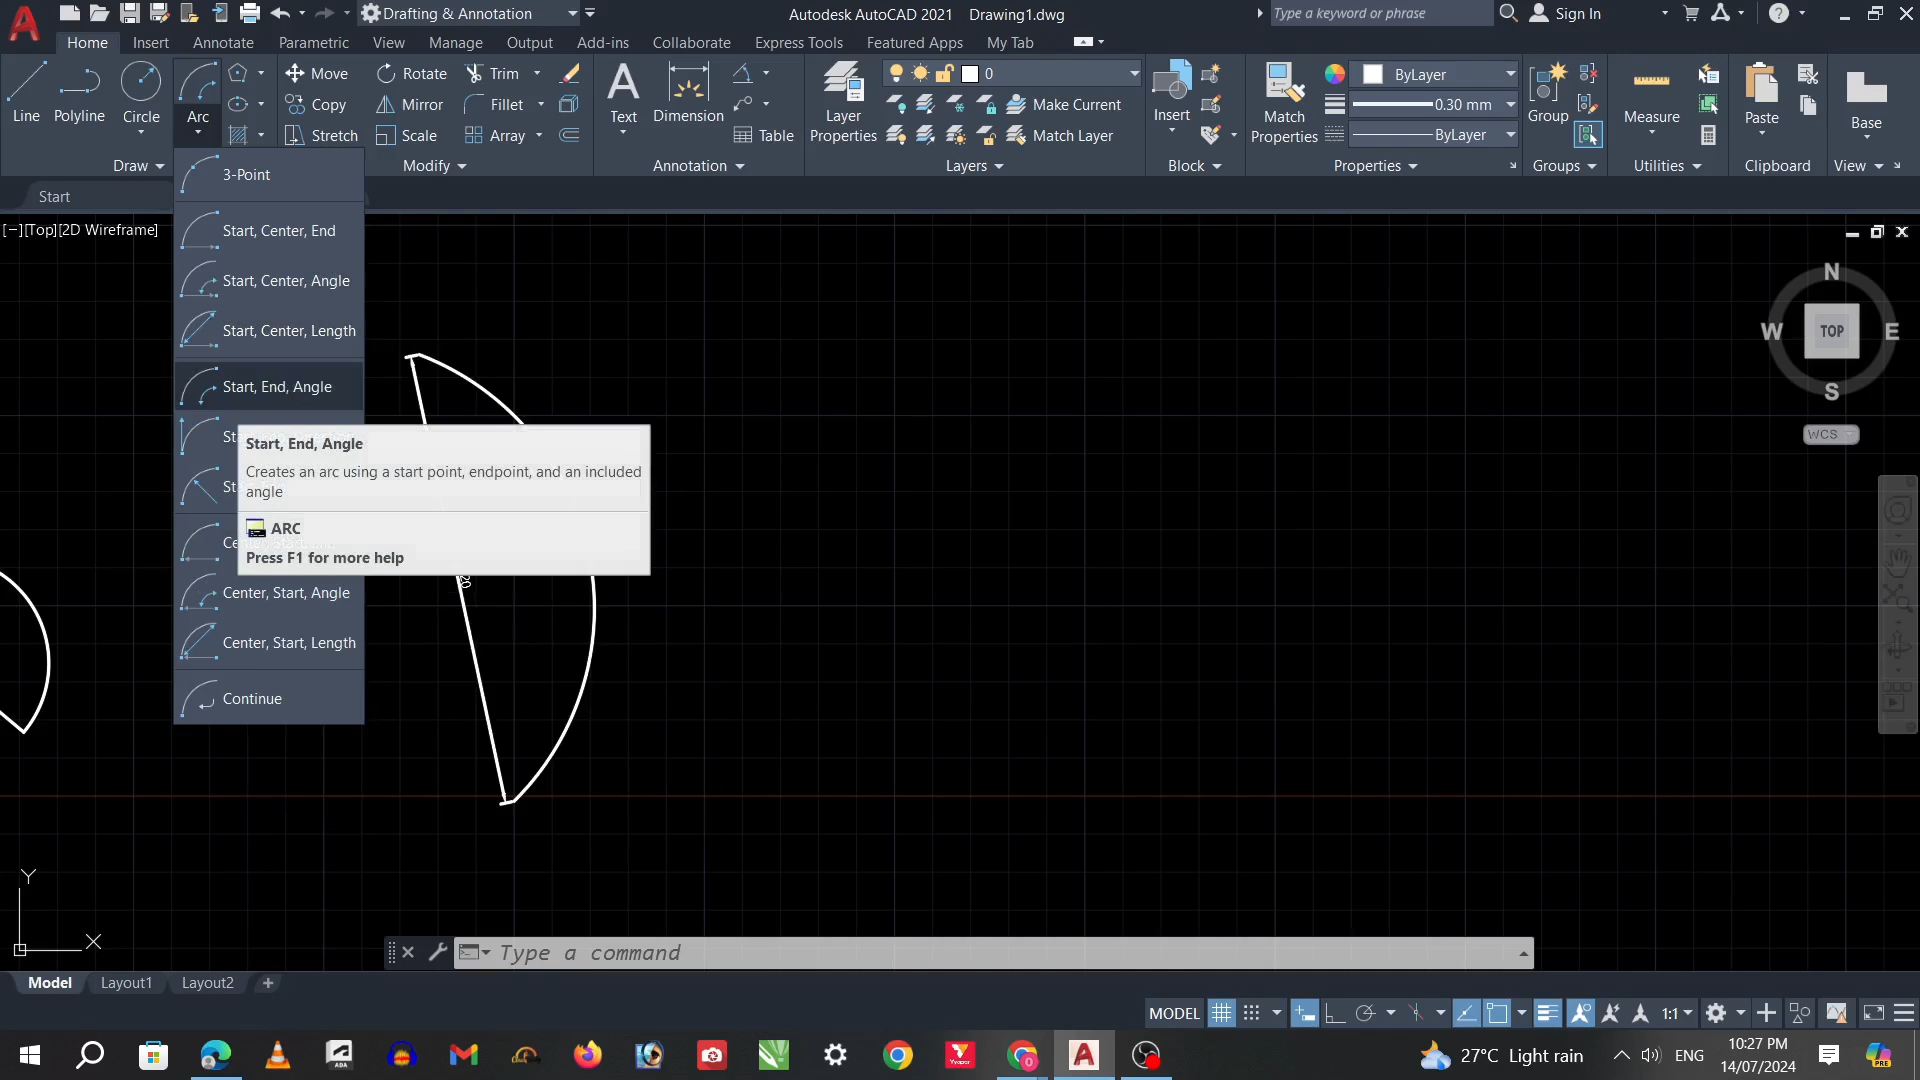 Drafting & Annotation
Autodesk AutoCAD 2021 Drawing1.dwg
Type a keyword or phrase
Sign In
Home Insert Annotate Parametric View Manage Output Add-ins Collaborate Express Tools Featured Apps My Tab
Line Polyline Circle Arc
Move Rotate Trim
Copy Mirror Fillet
Stretch Scale Array
Text Dimension Table
Layer Properties
0
Make Current
Match Layer
Insert
Match Properties
ByLayer
0.30 mm
ByLayer
Group
Measure
Paste
Base
Draw Modify Annotation Layers Block Properties Groups Utilities Clipboard View
Start
[−][Top][2D Wireframe]
3-Point
Start, Center, End
Start, Center, Angle
Start, Center, Length
Start, End, Angle
St
St
Start, End, Angle
Creates an arc using a start point, endpoint, and an included
angle
ARC
Press F1 for more help
Center, Start, Angle
Center, Start, Length
Continue
20
N
W TOP E
S
WCS
Y
X
Type a command
Model Layout1 Layout2
MODEL
1:1
ADA
Vyapar
27°C Light rain
ENG
10:27 PM
14/07/2024
PRE